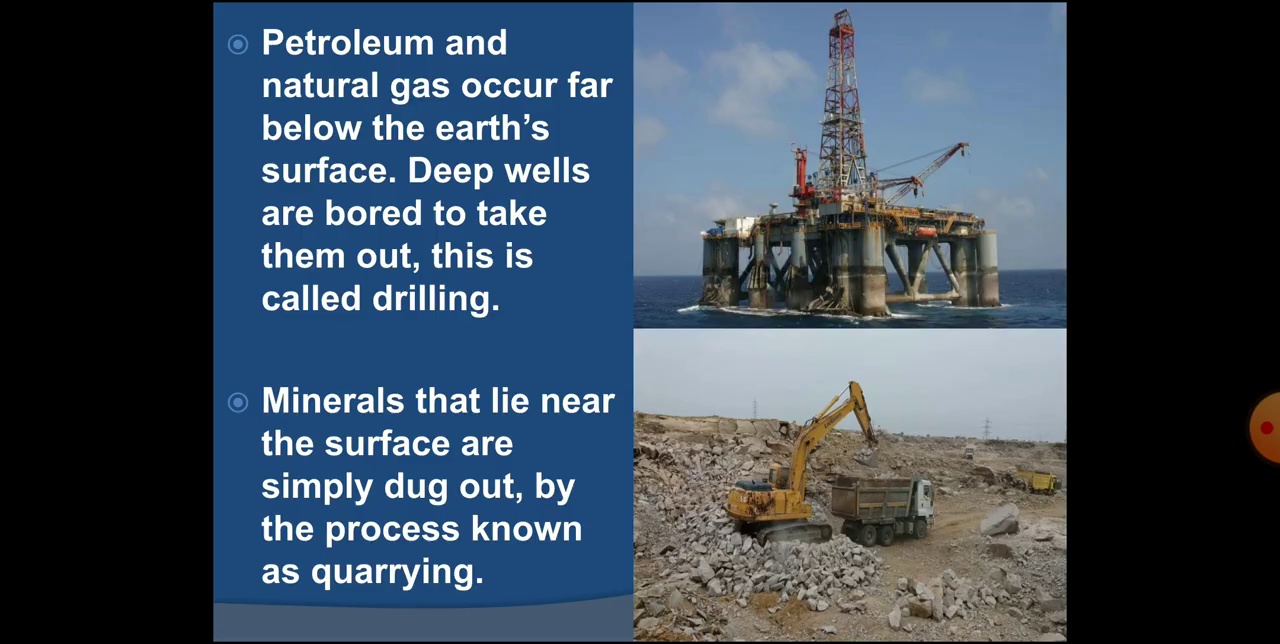 Petroleum and
natural gas occur far
below the earth’s
surface. Deep wells
are bored to take
them out, this is
called drilling.
Minerals that lie near
the surface are
simply dug out, by
the process known
as quarrying.